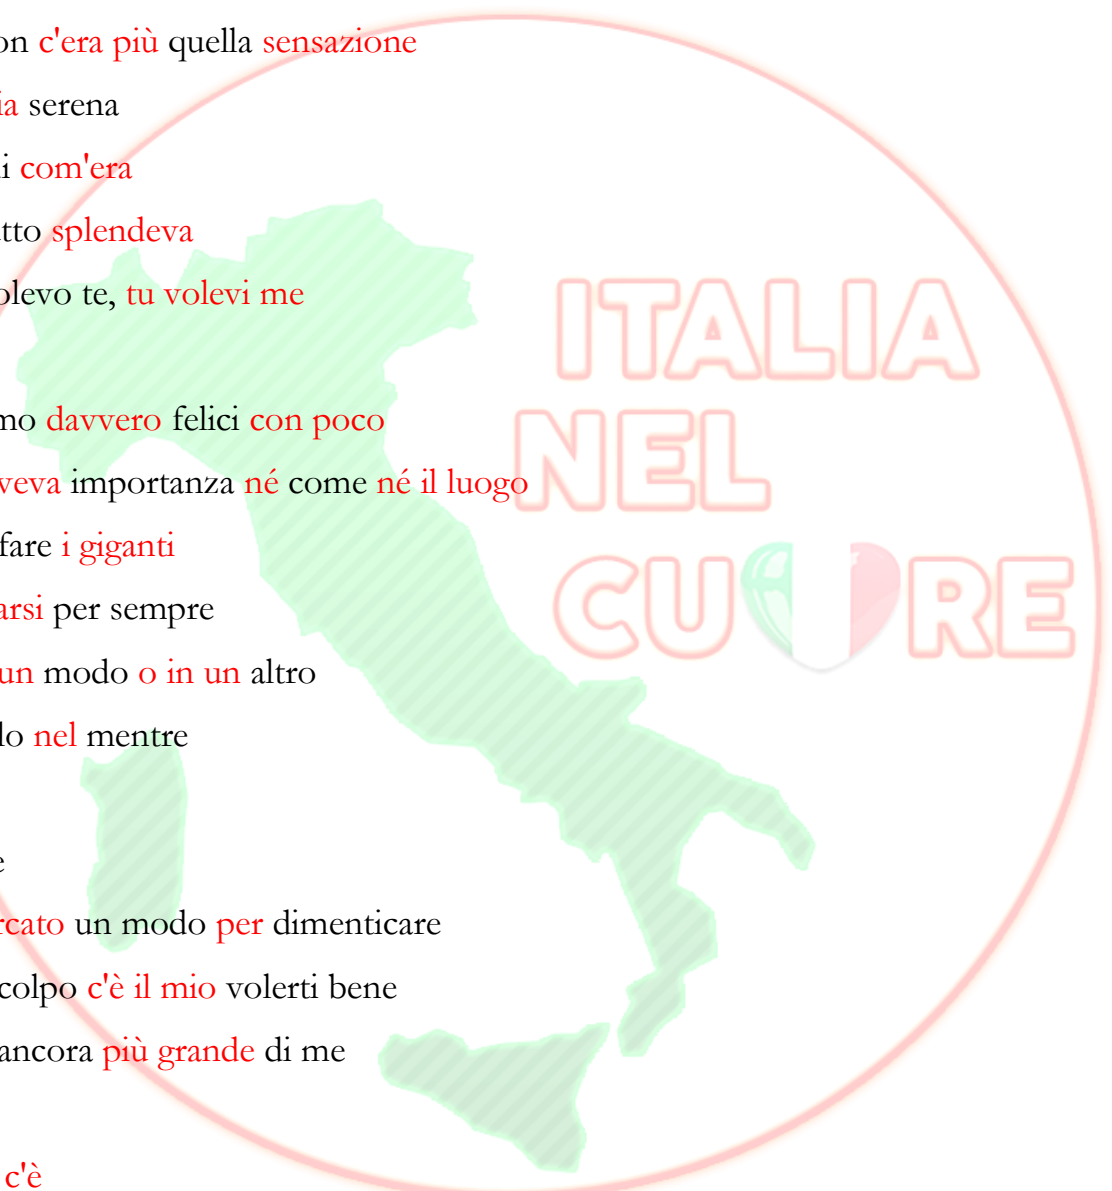 on c'era più quella sensazione
ia serena
i com'era
tto splendeva
olevo te, tu volevi me
mo davvero felici con poco
veva importanza né come né il luogo
fare i giganti
arsi per sempre
un modo o in un altro
lo nel mentre
e
rcato un modo per dimenticare
colpo c'è il mio volerti bene
ancora più grande di me
c'è
ITALIA
NEL
CUORE